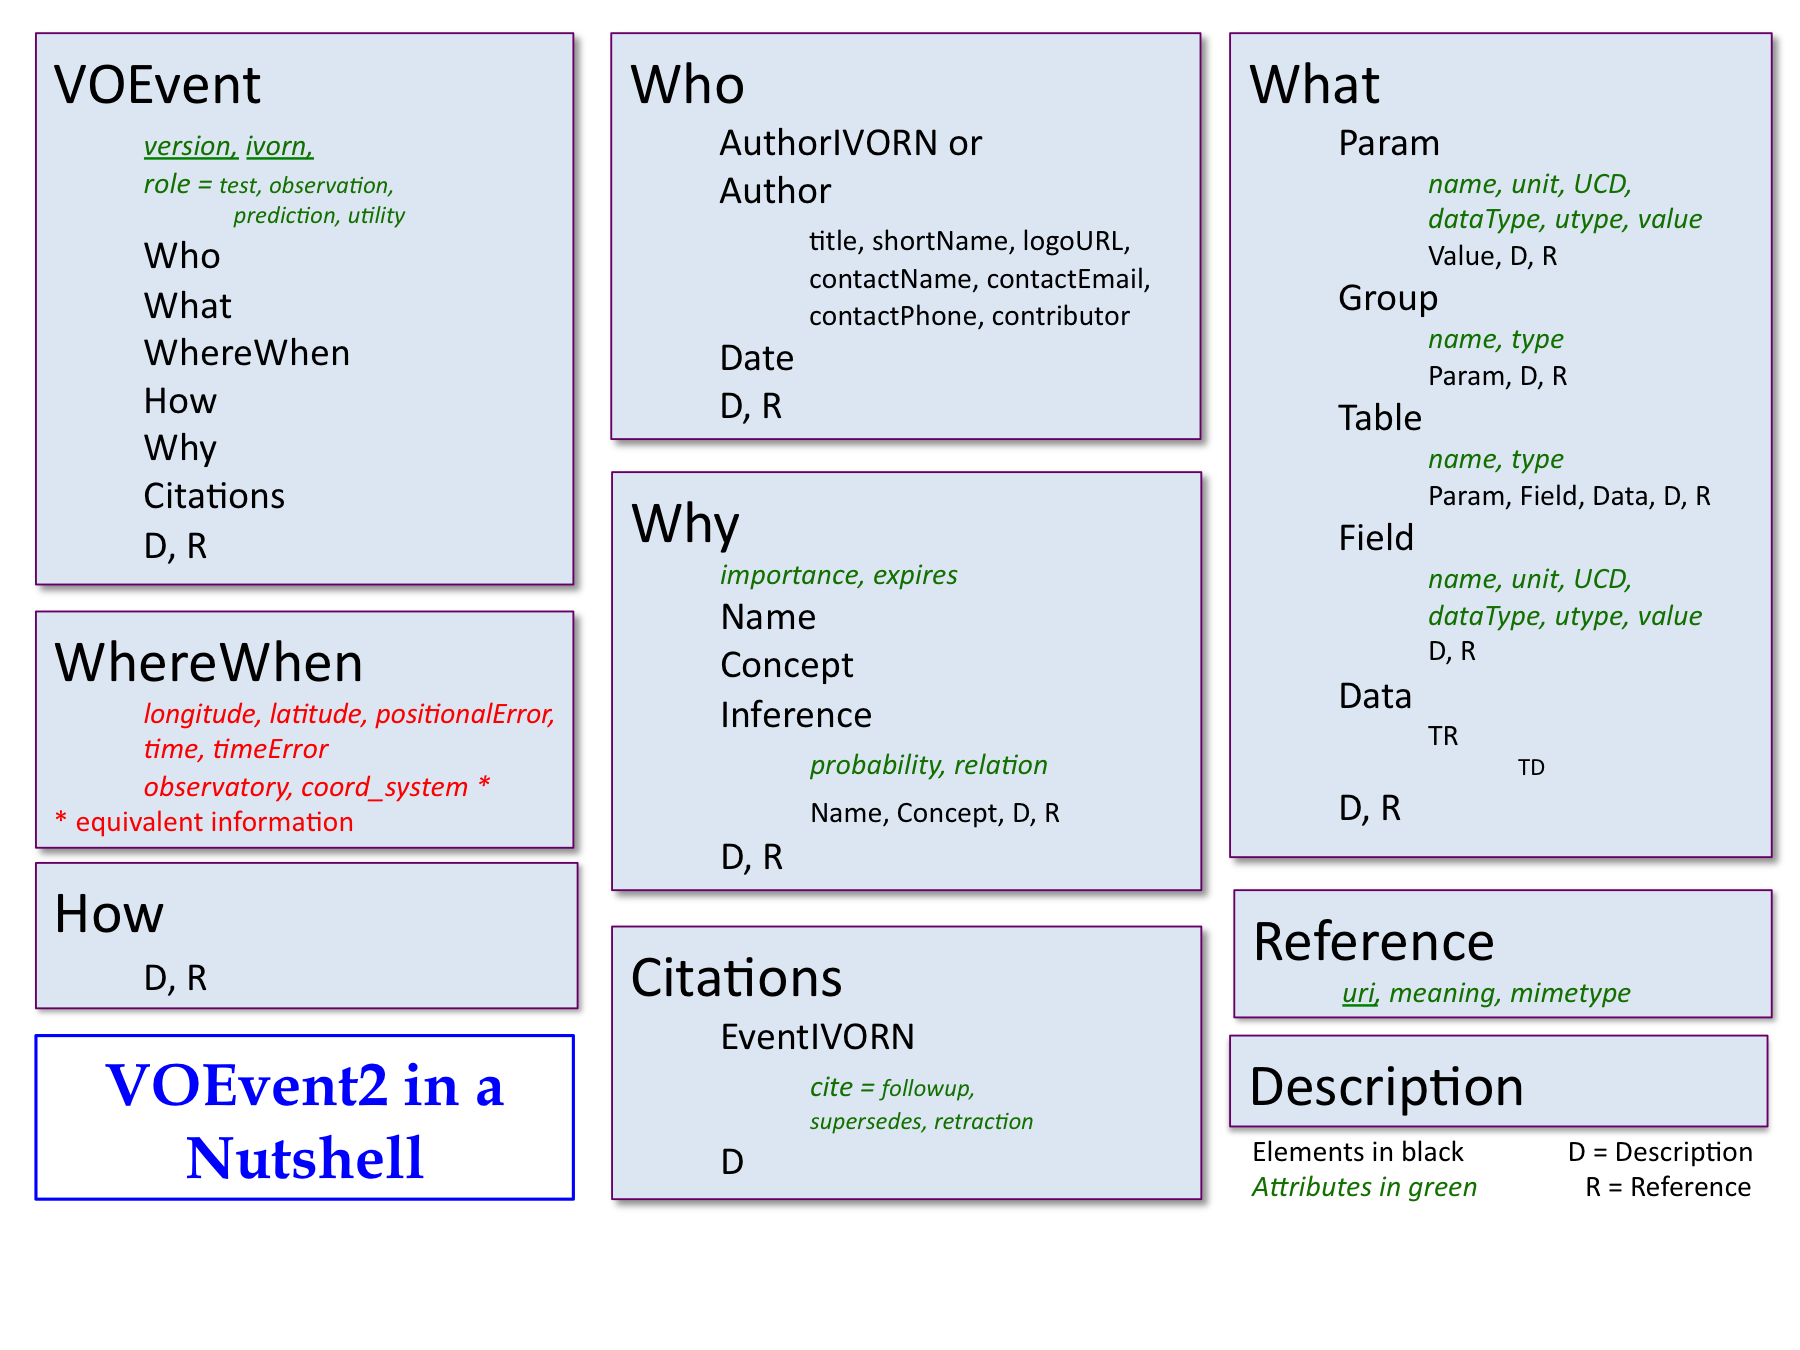 VOEvent
version, ivorn,
role = test, observation,
prediction, utility
Who
What
WhereWhen
How
Why
Citations
D, R
WhereWhen
longitude, latitude, positionalError,
time, timeError
observatory, coord_system *
* equivalent information
How
D, R
VOEvent2 in a
Nutshell
Who
AuthorIVORN or
Author
title, shortName, logoURL,
contactName, contactEmail,
contactPhone, contributor
Date
D, R
Why
importance, expires
Name
Concept
Inference
probability, relation
Name, Concept, D, R
D, R
Citations
EventIVORN
cite = followup,
supersedes, retraction
D
What
Param
name, unit, UCD,
dataType, utype, value
Value, D, R
Group
name, type
Param, D, R
Table
name, type
Param, Field, Data, D, R
Field
name, unit, UCD,
dataType, utype, value
D, R
Data
TR
TD
D, R
Reference
uri, meaning, mimetype
Description
Elements in black D = Description
Attributes in green R = Reference